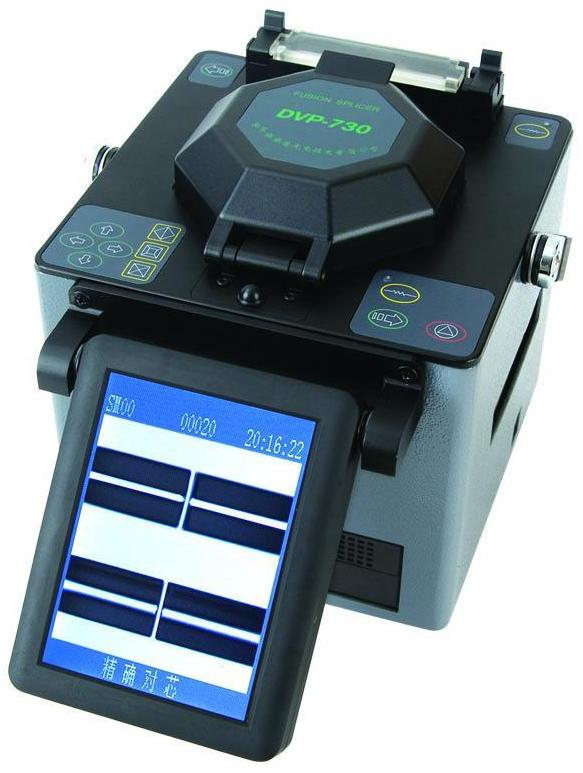 FUSION SPLICER
DVP-730
SM00 00020 20:16:22
精确对芯